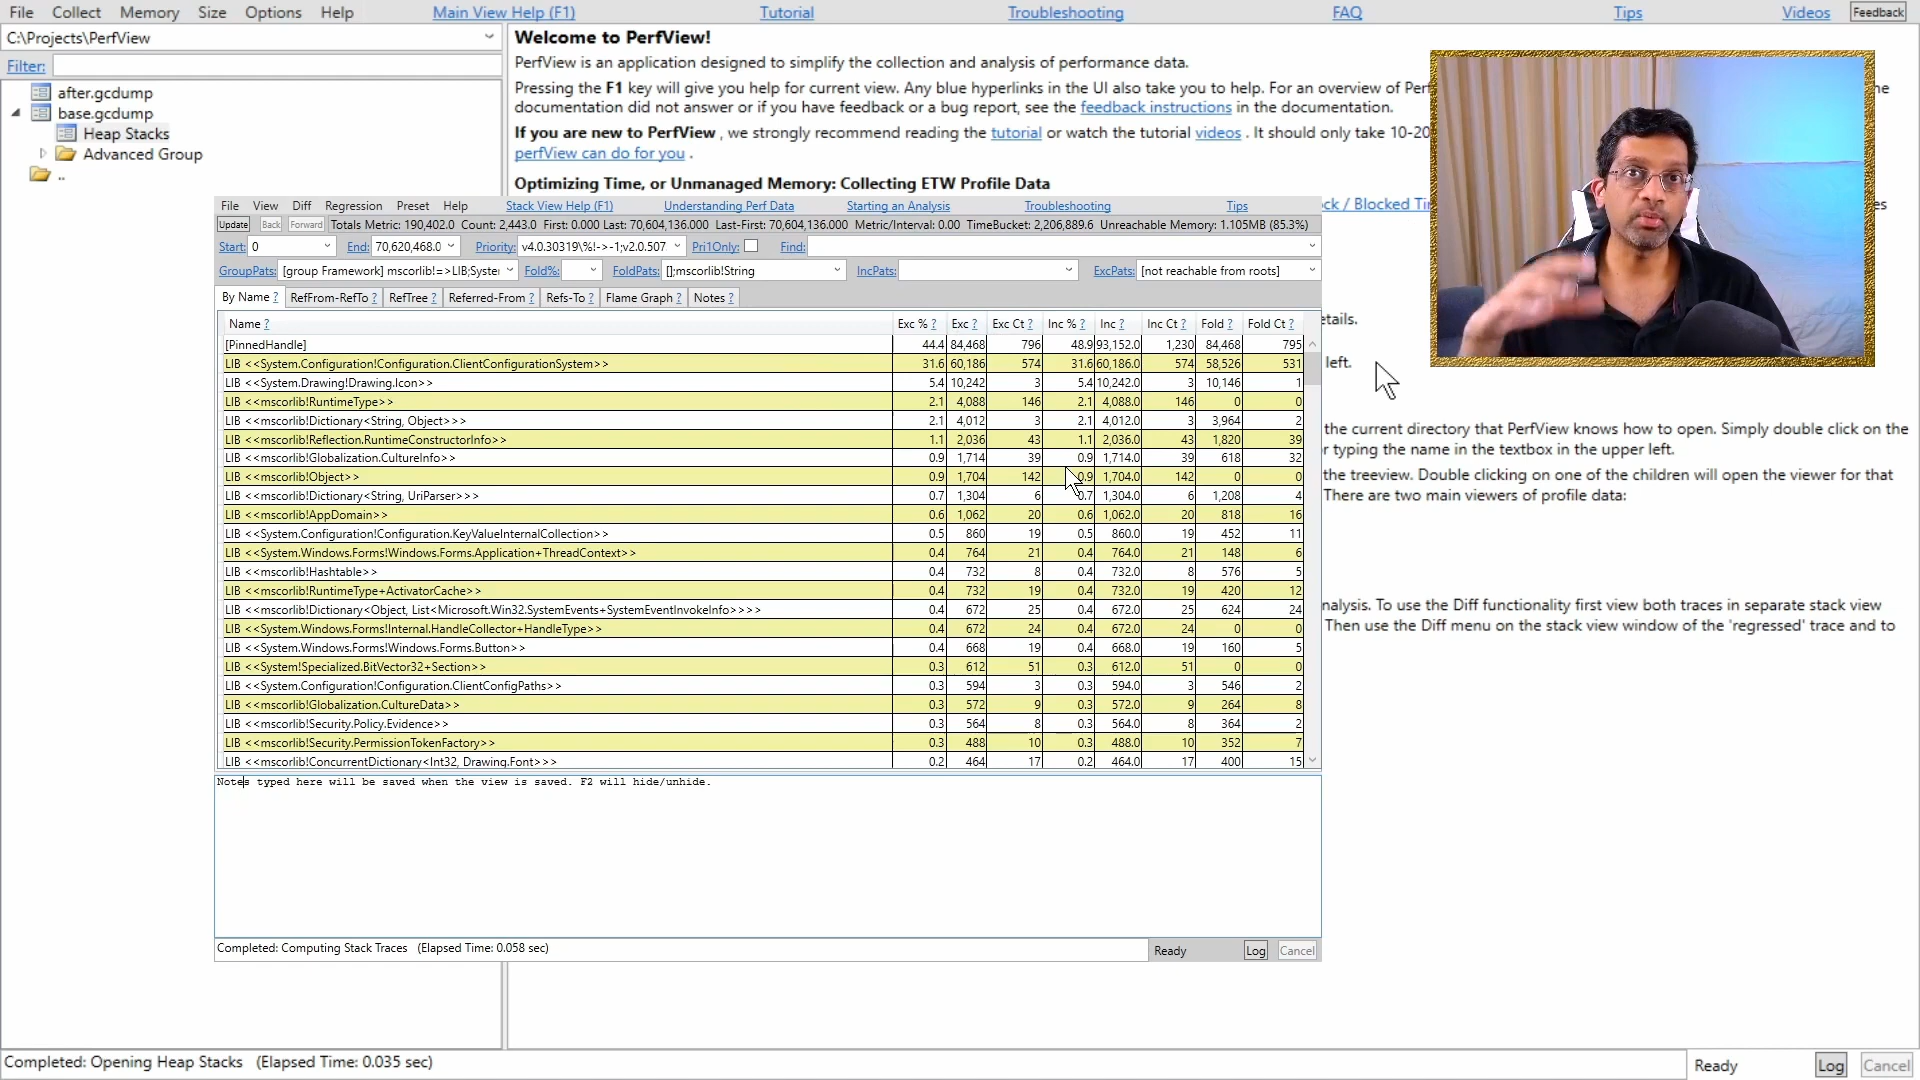 File Collect Memory Size Options Help Main View Help (F1) Tutorial Troubleshooting FAQ Tips Videos Feedback
C:\Projects\PerfView
Filter:
after.gcdump
base.gcdump
Heap Stacks
Advanced Group
..
Welcome to PerfView!
PerfView is an application designed to simplify the collection and analysis of performance data.
Pressing the F1 key will give you help for current view. Any blue hyperlinks in the UI also take you to help. For an overview of Perf
documentation did not answer or if you have feedback or a bug report, see the feedback instructions in the documentation.
If you are new to PerfView , we strongly recommend reading the tutorial or watch the tutorial videos . It should only take 10-20
perfView can do for you .
Optimizing Time, or Unmanaged Memory: Collecting ETW Profile Data
ck / Blocked Tir
etails.
left.
the current directory that PerfView knows how to open. Simply double click on the
r typing the name in the textbox in the upper left.
the treeview. Double clicking on one of the children will open the viewer for that
There are two main viewers of profile data:
nalysis. To use the Diff functionality first view both traces in separate stack view
Then use the Diff menu on the stack view window of the 'regressed' trace and to
File View Diff Regression Preset Help Stack View Help (F1) Understanding Perf Data Starting an Analysis Troubleshooting Tips
Update Back Forward Totals Metric: 190,402.0 Count: 2,443.0 First: 0.000 Last: 70,604,136.000 Last-First: 70,604,136.000 Metric/Interval: 0.00 TimeBucket: 2,206,889.6 Unreachable Memory: 1.105MB (85.3%)
Start: 0 End: 70,620,468.0 Priority: v4.0.30319\%!->-1;v2.0.507 Pri1Only: Find:
GroupPats: [group Framework] mscorlib!=>LIB;System Fold%: FoldPats: [];mscorlib!String IncPats: ExcPats: [not reachable from roots]
By Name ? RefFrom-RefTo ? RefTree ? Referred-From ? Refs-To ? Flame Graph ? Notes ?
Name ? Exc % ? Exc ? Exc Ct ? Inc % ? Inc ? Inc Ct ? Fold ? Fold Ct ?
[PinnedHandle] 44.4 84,468 796 48.9 93,152.0 1,230 84,468 795
LIB <<System.Configuration!Configuration.ClientConfigurationSystem>> 31.6 60,186 574 31.6 60,186.0 574 58,526 531
LIB <<System.Drawing!Drawing.Icon>> 5.4 10,242 3 5.4 10,242.0 3 10,146 1
LIB <<mscorlib!RuntimeType>> 2.1 4,088 146 2.1 4,088.0 146 0 0
LIB <<mscorlib!Dictionary<String, Object>>> 2.1 4,012 3 2.1 4,012.0 3 3,964 2
LIB <<mscorlib!Reflection.RuntimeConstructorInfo>> 1.1 2,036 43 1.1 2,036.0 43 1,820 39
LIB <<mscorlib!Globalization.CultureInfo>> 0.9 1,714 39 0.9 1,714.0 39 618 32
LIB <<mscorlib!Object>> 0.9 1,704 142 0.9 1,704.0 142 0 0
LIB <<mscorlib!Dictionary<String, UriParser>>> 0.7 1,304 6 0.7 1,304.0 6 1,208 4
LIB <<mscorlib!AppDomain>> 0.6 1,062 20 0.6 1,062.0 20 818 16
LIB <<System.Configuration!Configuration.KeyValueInternalCollection>> 0.5 860 19 0.5 860.0 19 452 11
LIB <<System.Windows.Forms!Windows.Forms.Application+ThreadContext>> 0.4 764 21 0.4 764.0 21 148 6
LIB <<mscorlib!Hashtable>> 0.4 732 8 0.4 732.0 8 576 5
LIB <<mscorlib!RuntimeType+ActivatorCache>> 0.4 732 19 0.4 732.0 19 420 12
LIB <<mscorlib!Dictionary<Object, List<Microsoft.Win32.SystemEvents+SystemEventInvokeInfo>>>> 0.4 672 25 0.4 672.0 25 624 24
LIB <<System.Windows.Forms!Internal.HandleCollector+HandleType>> 0.4 672 24 0.4 672.0 24 0 0
LIB <<System.Windows.Forms!Windows.Forms.Button>> 0.4 668 19 0.4 668.0 19 160 5
LIB <<System!Specialized.BitVector32+Section>> 0.3 612 51 0.3 612.0 51 0 0
LIB <<System.Configuration!Configuration.ClientConfigPaths>> 0.3 594 3 0.3 594.0 3 546 2
LIB <<mscorlib!Globalization.CultureData>> 0.3 572 9 0.3 572.0 9 264 8
LIB <<mscorlib!Security.Policy.Evidence>> 0.3 564 8 0.3 564.0 8 364 2
LIB <<mscorlib!Security.PermissionTokenFactory>> 0.3 488 10 0.3 488.0 10 352 7
LIB <<mscorlib!ConcurrentDictionary<Int32, Drawing.Font>>> 0.2 464 17 0.2 464.0 17 400 15
Notes typed here will be saved when the view is saved. F2 will hide/unhide.
Completed: Computing Stack Traces (Elapsed Time: 0.058 sec) Ready Log Cancel
Completed: Opening Heap Stacks (Elapsed Time: 0.035 sec) Ready Log Cancel